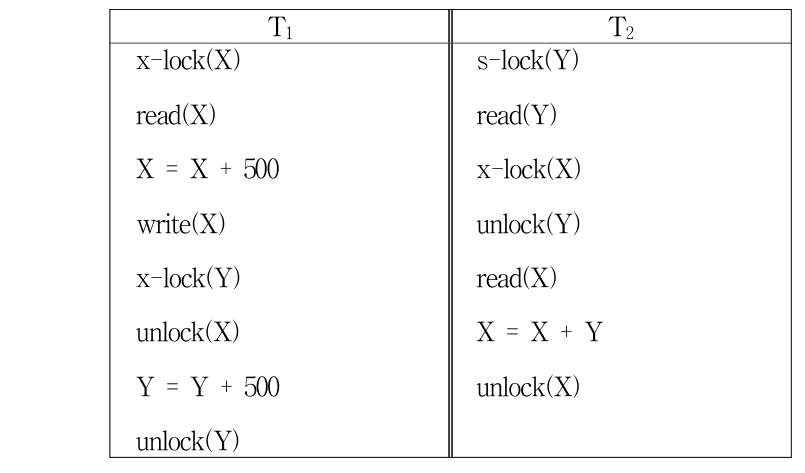 T₁ T₂
x-lock(X) s-lock(Y)
read(X) read(Y)
X = X + 500 x-lock(X)
write(X) unlock(Y)
x-lock(Y) read(X)
unlock(X) X = X + Y
Y = Y + 500 unlock(X)
unlock(Y)